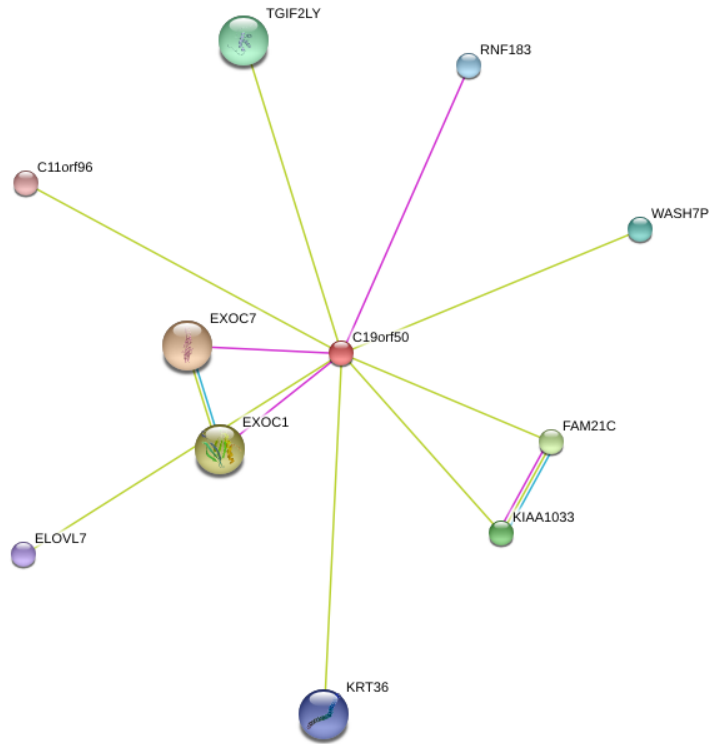 TGIF2LY
RNF183
C11orf96
WASH7P
EXOC7
C19orf50
EXOC1
FAM21C
KIAA1033
ELOVL7
KRT36